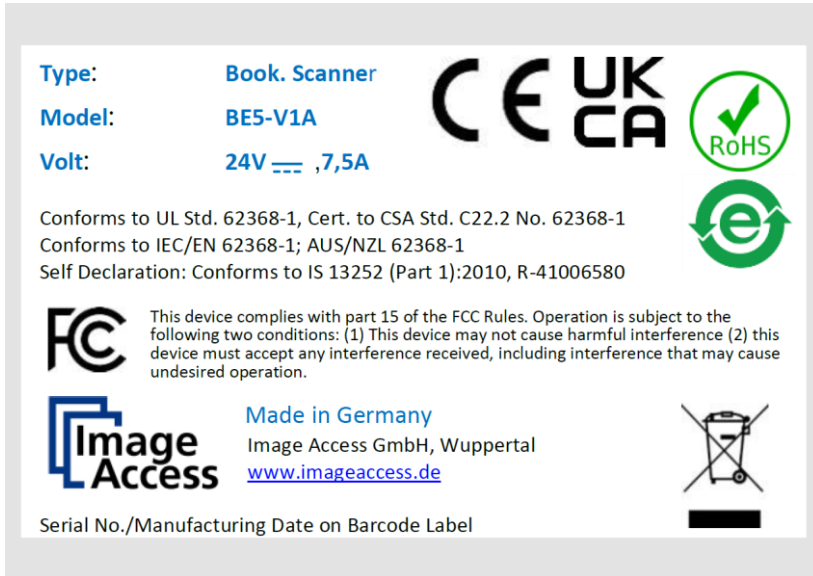 Type: Book. Scanner
Model: BE5-V1A
Volt: 24V ⎓ ,7,5A
CE UK CA
RoHS
e
Conforms to UL Std. 62368-1, Cert. to CSA Std. C22.2 No. 62368-1
Conforms to IEC/EN 62368-1; AUS/NZL 62368-1
Self Declaration: Conforms to IS 13252 (Part 1):2010, R-41006580
FC
This device complies with part 15 of the FCC Rules. Operation is subject to the
following two conditions: (1) This device may not cause harmful interference (2) this
device must accept any interference received, including interference that may cause
undesired operation.
Image
Access
Made in Germany
Image Access GmbH, Wuppertal
www.imageaccess.de
Serial No./Manufacturing Date on Barcode Label